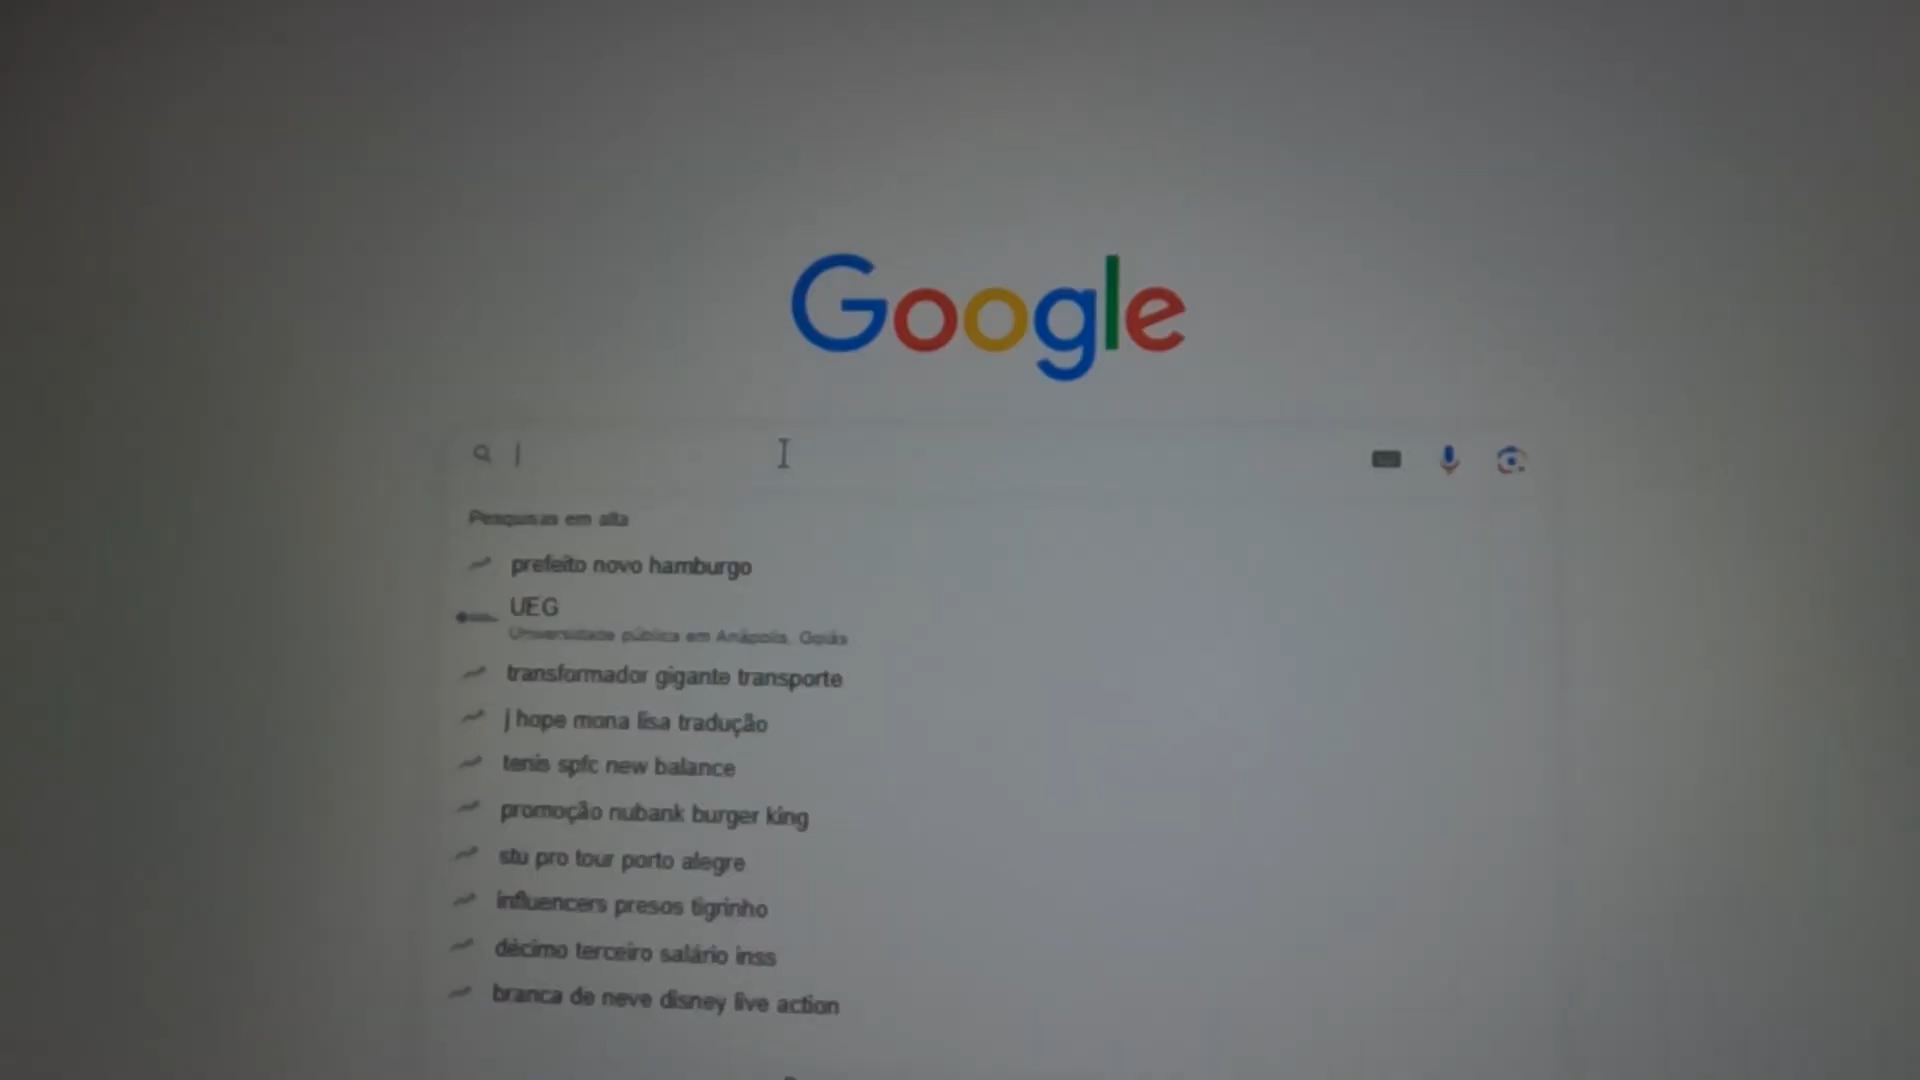 Google
Pesquisas em alta
prefeito novo hamburgo
UEG
Universidade pública em Anápolis, Goiás
transformador gigante transporte
j hope mona lisa tradução
tenis spfc new balance
promoção nubank burger king
stu pro tour porto alegre
influencers presos tigrinho
décimo terceiro salário inss
branca de neve disney live action